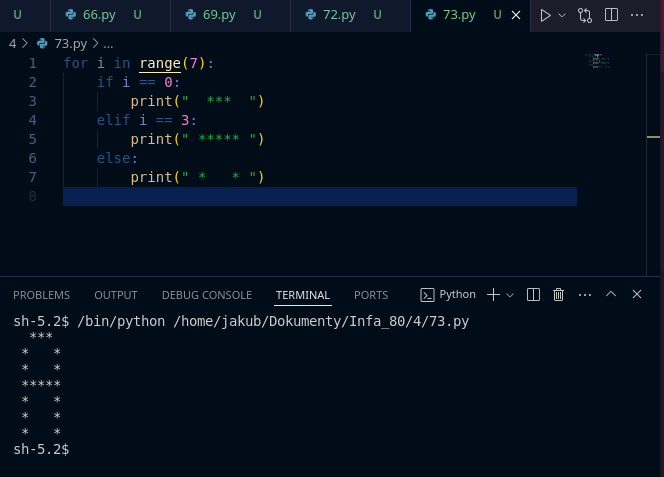 U 66.py U 69.py U 72.py U 73.py U
4 > 73.py > ...
1 for i in range(7):
2     if i == 0:
3         print("  ***  ")
4     elif i == 3:
5         print(" ***** ")
6     else:
7         print(" *   * ")
8
PROBLEMS OUTPUT DEBUG CONSOLE TERMINAL PORTS Python
sh-5.2$ /bin/python /home/jakub/Dokumenty/Infa_80/4/73.py
  ***
 *   *
 *   *
 *****
 *   *
 *   *
 *   *
sh-5.2$